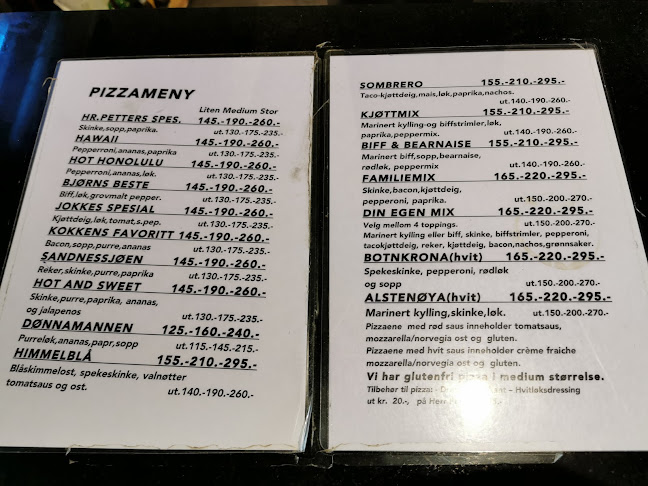 PIZZAMENY
Liten Medium Stor
HR.PETTERS SPES. 145.-190.-260.-
Skinke,sopp,paprika. ut.130.-175-235-
HAWAII 145.-190.-260.-
Pepperroni,ananas,paprika ut.130.-175-235-
HOT HONOLULU 145.-190.-260.-
Pepperoni,ananas,løk. ut.130.-175-235-
BJØRNS BESTE 145.-190.-260.-
Biff,løk,grovmalt pepper. ut.130.-175-235-
JOKKES SPESIAL 145.-190.-260.-
Kjøttdeig,løk,tomat,s.pep. ut.130.-175-235-
KOKKENS FAVORITT 145.-190.-260.-
Bacon,sopp,purre,ananas ut.130.-175-235-
SANDNESSJØEN 145.-190.-260.-
Reker,skinke,purre,paprika ut.130.-175-235.-
HOT AND SWEET 145.-190.-260.-
Skinke,purre,paprika, ananas,
og jalapenos ut.130.-175-235.-
DØNNAMANNEN 125.-160.-240.-
Purreløk,ananas,papr,sopp ut.115.-145-215.-
HIMMELBLÅ 155.-210.-295.-
Blåskimmelost, spekeskinke, valnøtter
tomatsaus og ost. ut.140.-190.-260.-
SOMBRERO 155.-210.-295.-
Taco-kjøttdeig,mais,løk,paprika,nachos.
ut.140.-190.-260.-
KJØTTMIX 155.-210.-295.-
Marinert kylling-og biffstrimler,løk,
paprika,peppermix. ut.140.-190.-260.-
BIFF & BEARNAISE 155.-210.-295.-
Marinert biff,sopp,bearnaise,
rødløk, peppermix ut.140.-190.-260.-
FAMILIEMIX 165.-220.-295.-
Skinke,bacon,kjøttdeig,
pepperoni, paprika. ut.150.-200.-270.-
DIN EGEN MIX 165.-220.-295.-
Velg mellom 4 toppings. ut.150.-200.-270.-
Marinert kylling eller biff, skinke, biffstrimler, pepperoni,
tacokjøttdeig, reker, kjøttdeig, bacon,nachos,grønnsaker.
BOTNKRONA(hvit) 165.-220.-295.-
Spekeskinke, pepperoni, rødløk
og sopp ut.150.-200.-270.-
ALSTENØYA(hvit) 165.-220.-295.-
Marinert kylling,skinke,løk. ut.150.-200.-270.-
Pizzaene med rød saus inneholder tomatsaus,
mozzarella/norvegia ost og gluten.
Pizzaene med hvit saus inneholder crème fraiche
mozzarella/norvegia ost og gluten.
Vi har glutenfri pizza i medium størrelse.
Tilbehør til pizza: – Hvitløksdressing
ut kr. 20,- på